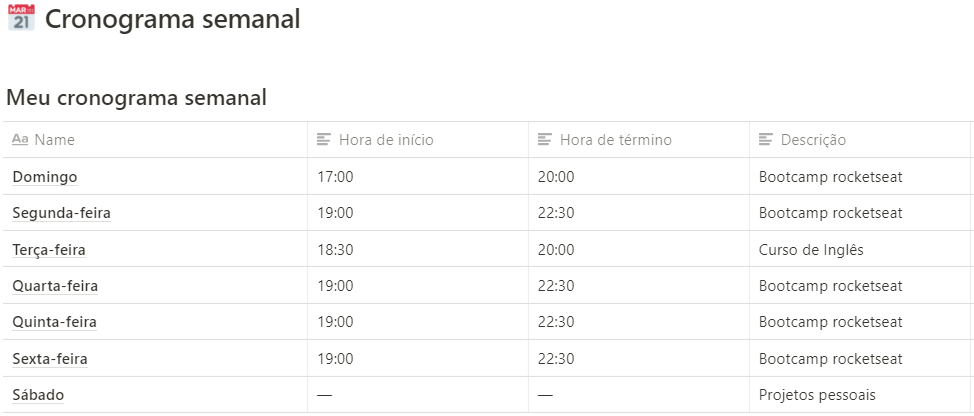 MAR 21 Cronograma semanal
Meu cronograma semanal
Aa Name Hora de início Hora de término Descrição
Domingo 17:00 20:00 Bootcamp rocketseat
Segunda-feira 19:00 22:30 Bootcamp rocketseat
Terça-feira 18:30 20:00 Curso de Inglês
Quarta-feira 19:00 22:30 Bootcamp rocketseat
Quinta-feira 19:00 22:30 Bootcamp rocketseat
Sexta-feira 19:00 22:30 Bootcamp rocketseat
Sábado — — Projetos pessoais